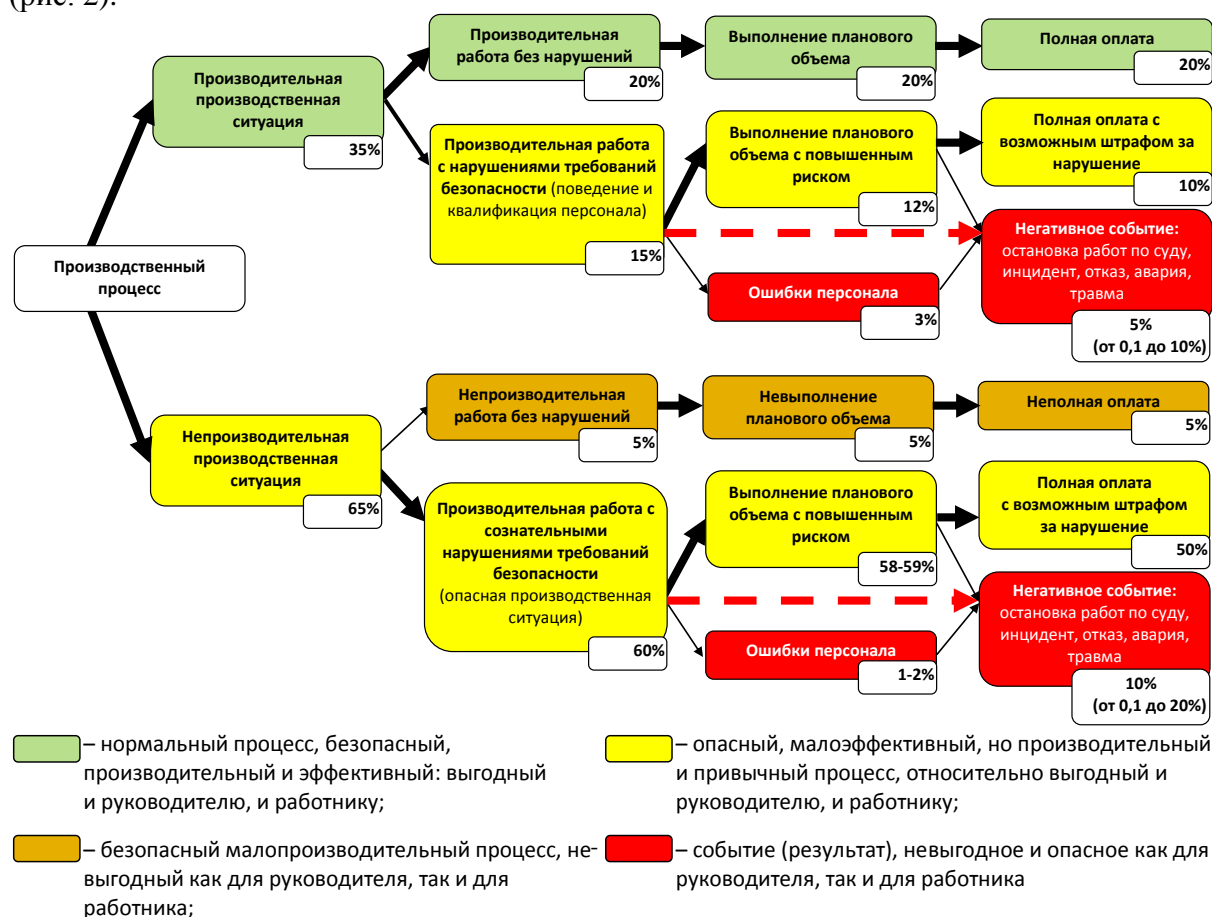 (рис. 2).
Производственный
процесс
Производительная
производственная
ситуация
35%
Производительная
работа без нарушений
20%
Выполнение планового
объема
20%
Полная оплата
20%
Производительная работа
с нарушениями требований
безопасности (поведение и
квалификация персонала)
15%
Выполнение планового
объема с повышенным
риском
12%
Полная оплата с
возможным штрафом за
нарушение
10%
Ошибки персонала
3%
Негативное событие:
остановка работ по суду,
инцидент, отказ, авария,
травма
5%
(от 0,1 до 10%)
Непроизводительная
производственная
ситуация
65%
Непроизводительная
работа без нарушений
5%
Невыполнение
планового объема
5%
Неполная оплата
5%
Производительная работа с
сознательными
нарушениями требований
безопасности
(опасная производственная
ситуация)
60%
Выполнение планового
объема с повышенным
риском
58-59%
Полная оплата
с возможным штрафом
за нарушение
50%
Ошибки персонала
1-2%
Негативное событие:
остановка работ по суду,
инцидент, отказ, авария,
травма
10%
(от 0,1 до 20%)
– нормальный процесс, безопасный,
производительный и эффективный: выгодный
и руководителю, и работнику;
– опасный, малоэффективный, но производительный
и привычный процесс, относительно выгодный и
руководителю, и работнику;
– безопасный малопроизводительный процесс, не-
выгодный как для руководителя, так и для
работника;
– событие (результат), невыгодное и опасное как для
руководителя, так и для работника